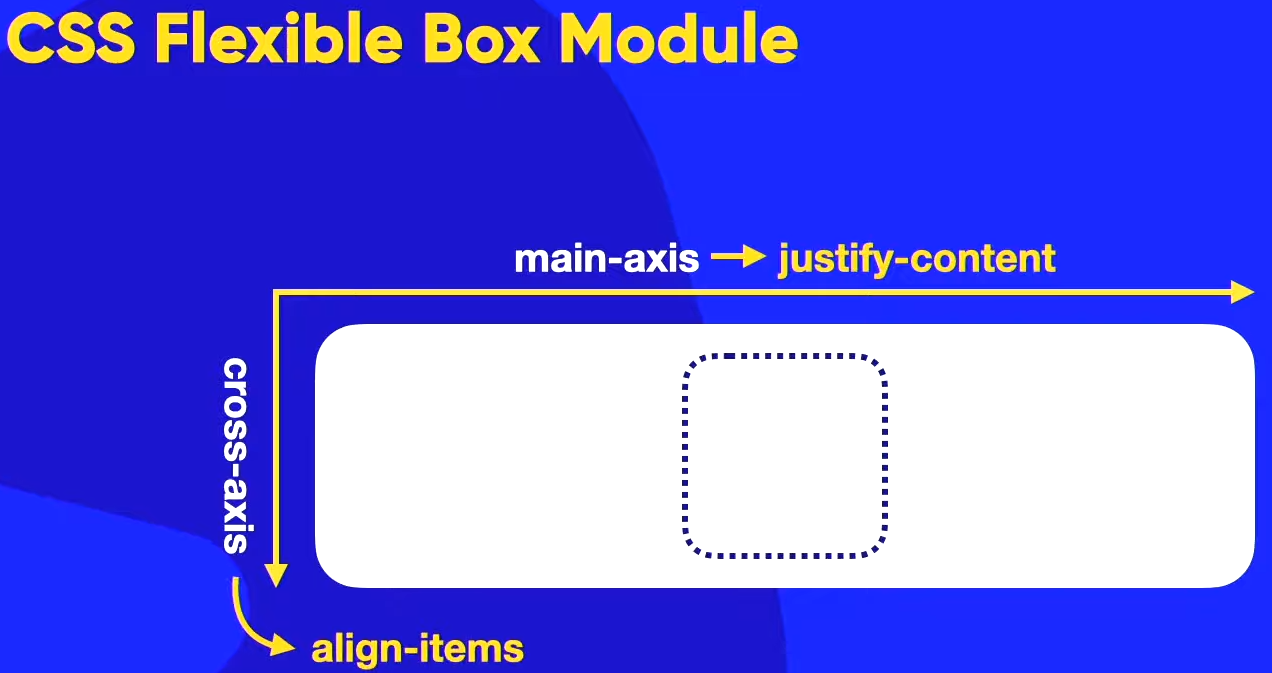 CSS Flexible Box Module
main-axis → justify-content
cross-axis
align-items